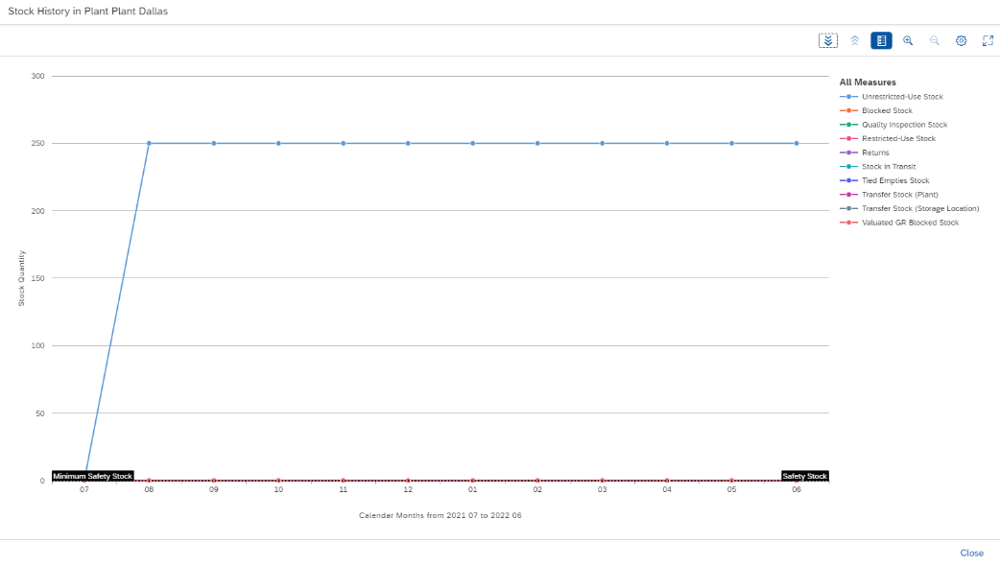 Stock History in Plant Plant Dallas
All Measures
Unrestricted-Use Stock
Blocked Stock
Quality Inspection Stock
Restricted-Use Stock
Returns
Stock in Transit
Tied Empties Stock
Transfer Stock (Plant)
Transfer Stock (Storage Location)
Valuated GR Blocked Stock
Stock Quantity
300
250
200
150
100
50
0
Minimum Safety Stock
Safety Stock
07 08 09 10 11 12 01 02 03 04 05 06
Calendar Months from 2021 07 to 2022 06
Close